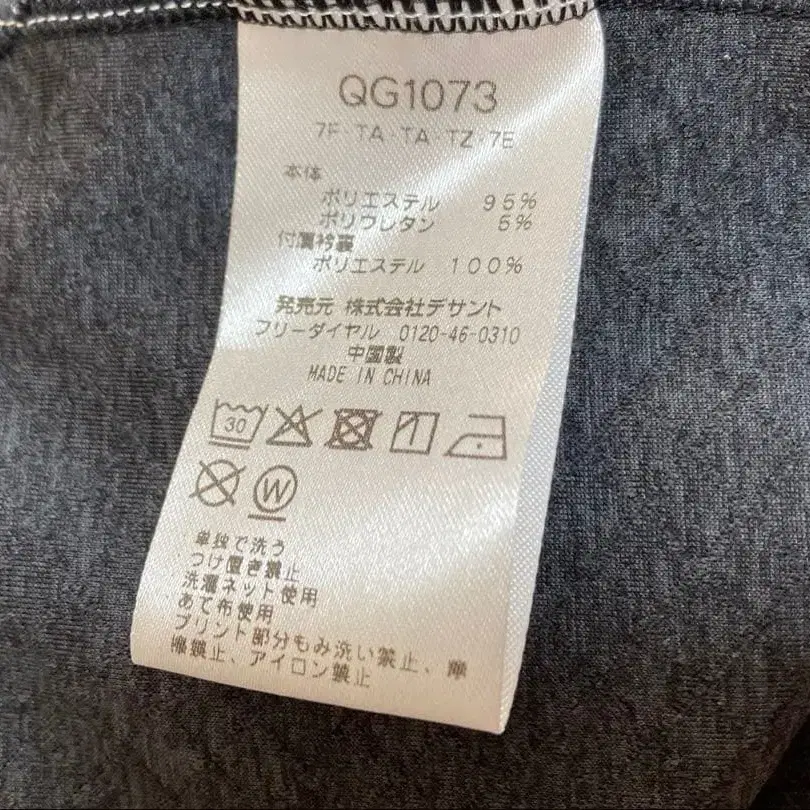 QG1073
7F・TA・TA・TZ・7E
本体
ポリエステル 95%
ポリウレタン 5%
付属衿裏
ポリエステル 100%
発売元 株式会社デサント
フリーダイヤル 0120-46-0310
中国製
MADE IN CHINA
30
W
単独で洗う
つけ置き禁止
洗濯ネット使用
あて布使用
プリント部分もみ洗い禁止、摩
擦禁止、アイロン禁止